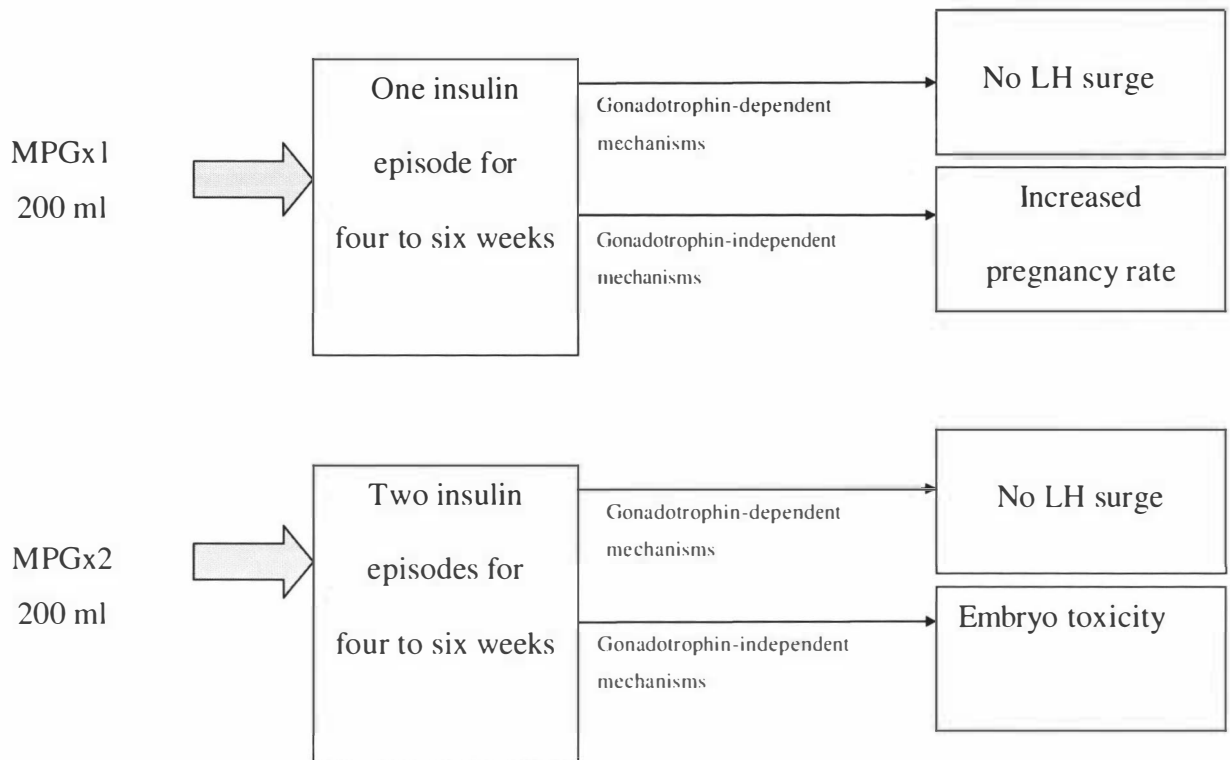 MPGx1
200 ml
One insulin
episode for
four to six weeks
Gonadotrophin-dependent
mechanisms
No LH surge
Gonadotrophin-independent
mechanisms
Increased
pregnancy rate
MPGx2
200 ml
Two insulin
episodes for
four to six weeks
Gonadotrophin-dependent
mechanisms
No LH surge
Gonadotrophin-independent
mechanisms
Embryo toxicity